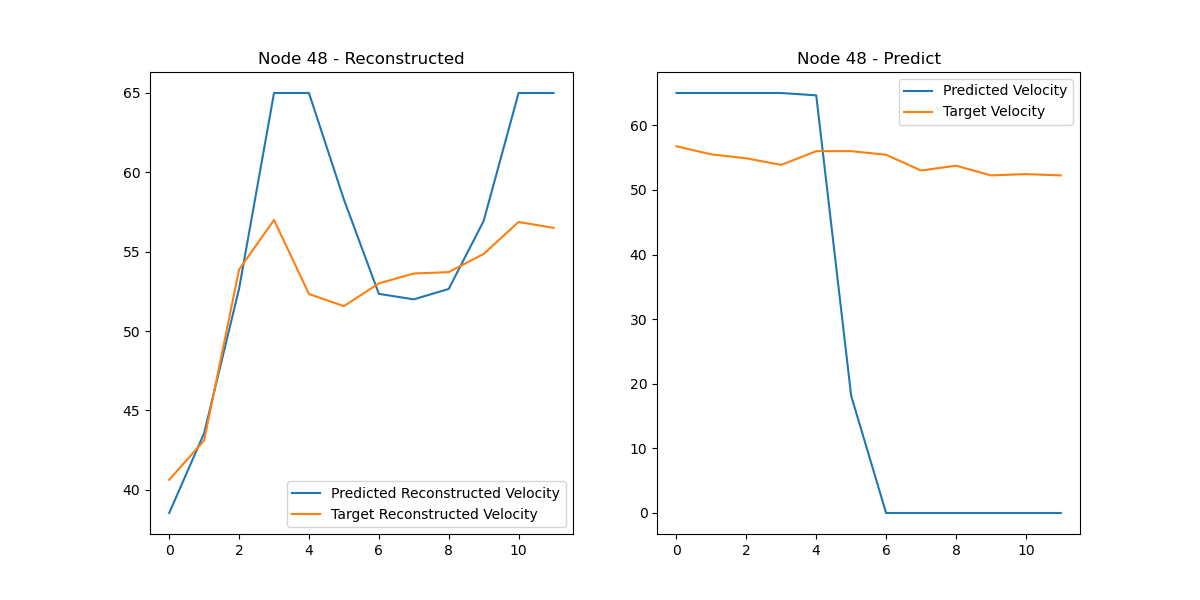 Node 48 - Reconstructed
65
60
55
50
45
40
0 2 4 6 8 10
Predicted Reconstructed Velocity
Target Reconstructed Velocity
Node 48 - Predict
Predicted Velocity
Target Velocity
60
50
40
30
20
10
0
0 2 4 6 8 10